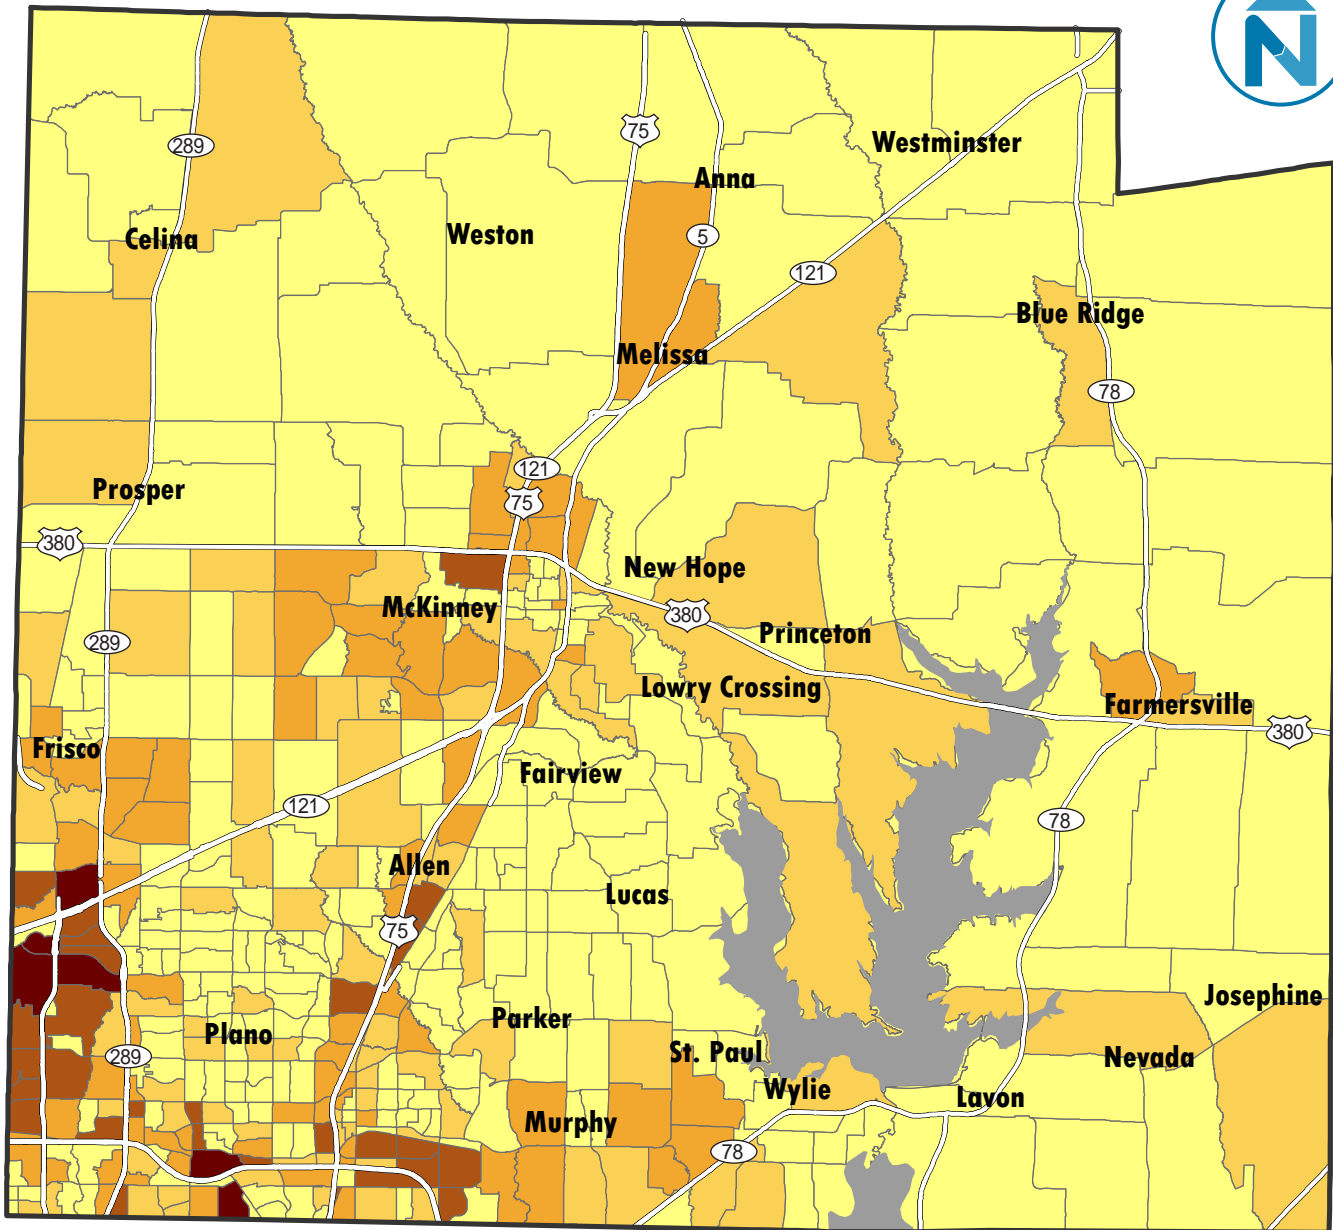 N
75
289
Westminster
Anna
Weston
5
Celina
121
Blue Ridge
Melissa
78
121
Prosper
75
380
New Hope
McKinney
380
Princeton
289
Lowry Crossing
Farmersville
380
Frisco
Fairview
121
78
Allen
Lucas
75
Josephine
Parker
Plano
St. Paul
289
Nevada
Wylie
Lavon
Murphy
78